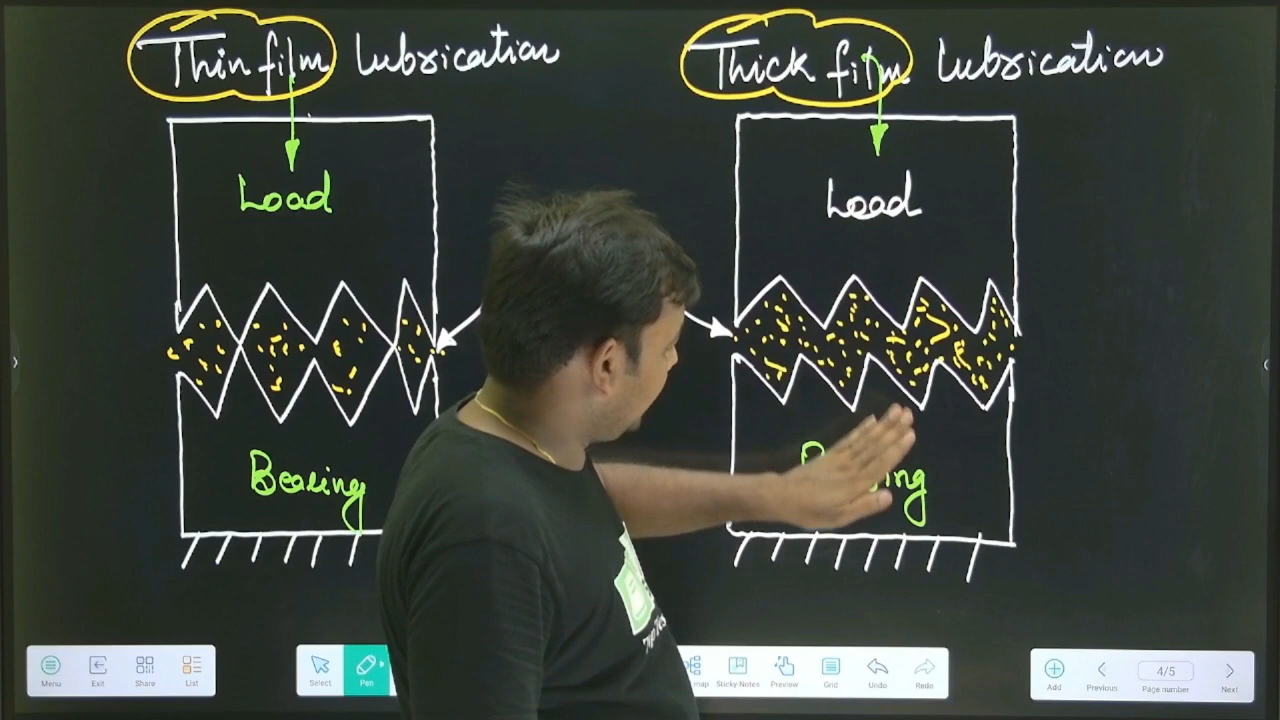 Thin film Lubrication
Thick film Lubrication
Load
Load
Bearing
Menu
Exit
Share
List
Select
Pen
map
Sticky Notes
Preview
Grid
Undo
Redo
Add
Previous
4/5
Page number
Next